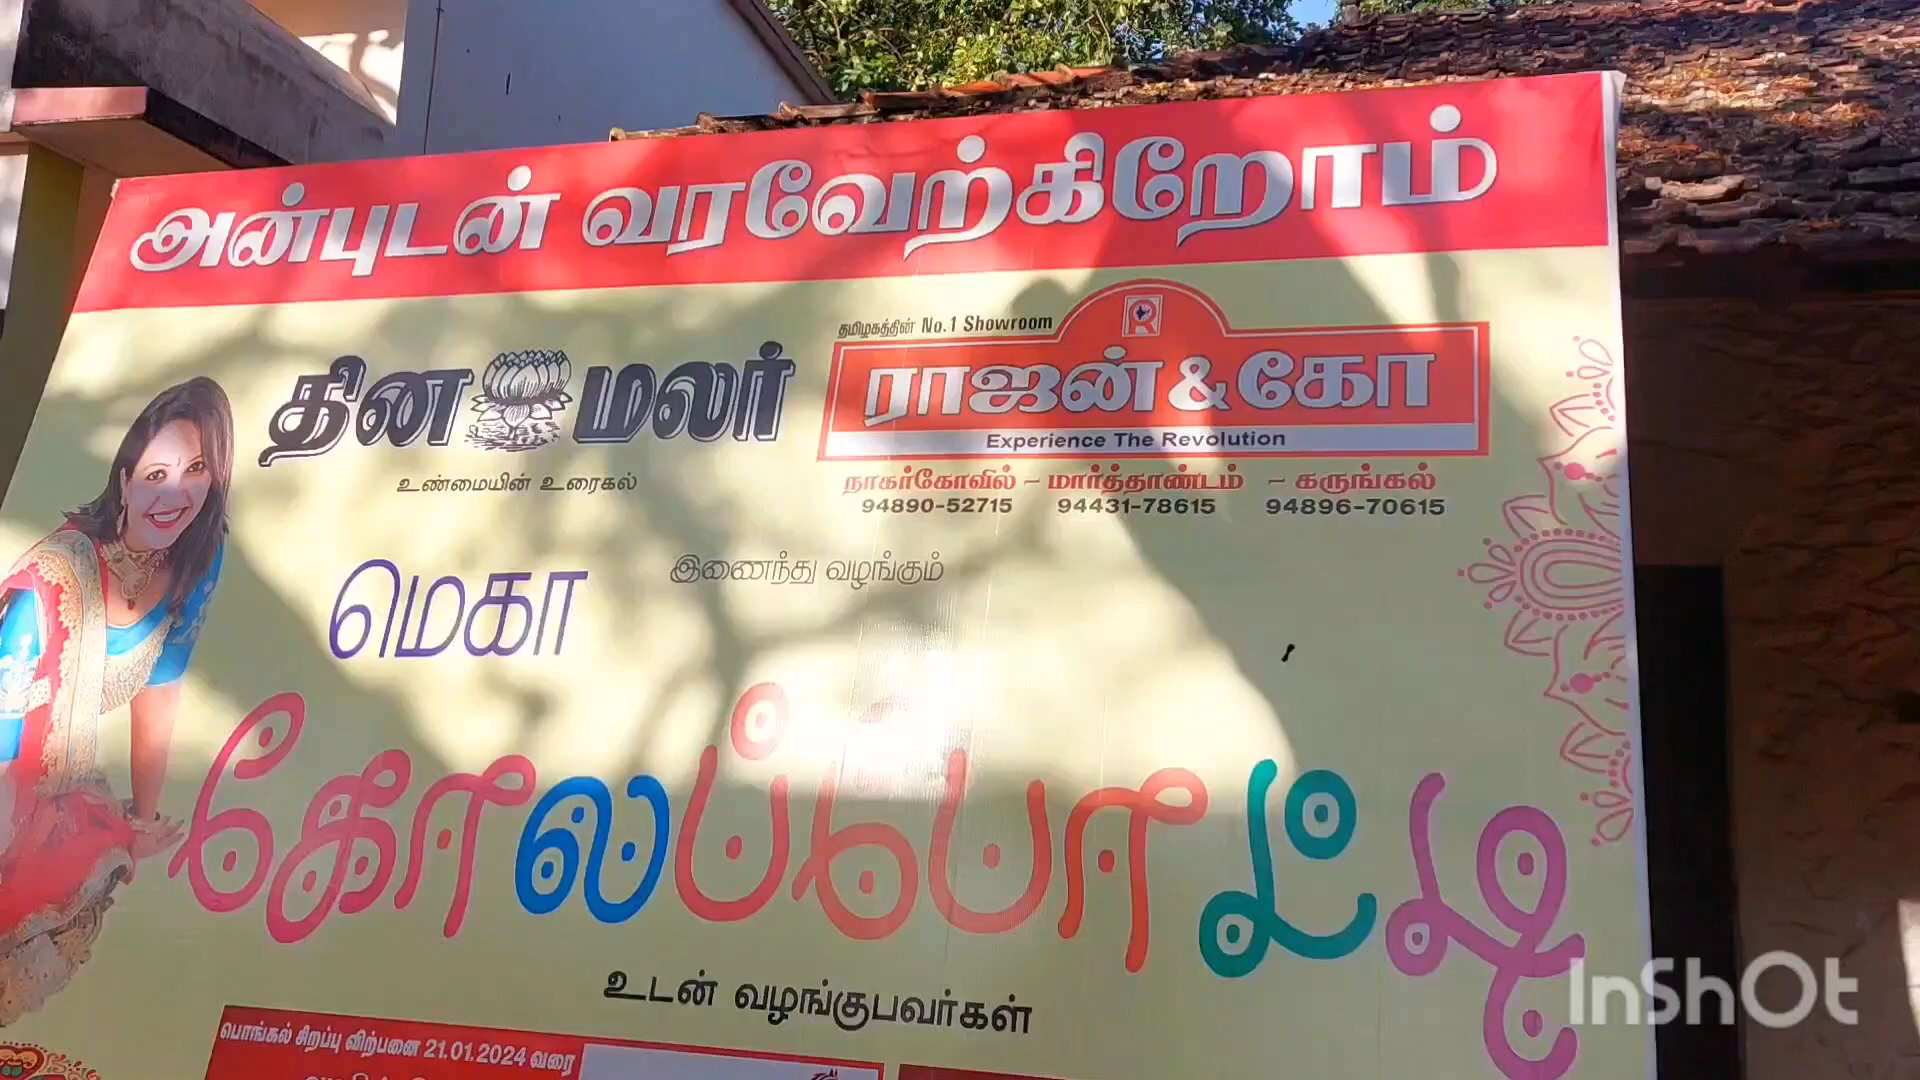 அன்புடன் வரவேற்கிறோம்
தினமலர்
உண்மையின் உரைகல்
தமிழகத்தின் No.1 Showroom
R
ராஜன்&கோ
Experience The Revolution
நாகர்கோவில் – மார்த்தாண்டம் – கருங்கல்
94890-52715 94431-78615 94896-70615
இணைந்து வழங்கும்
மெகா
கோலப்போட்டி
உடன் வழங்குபவர்கள்
பொங்கல் சிறப்பு விற்பனை 21.01.2024 வரை
InShOt